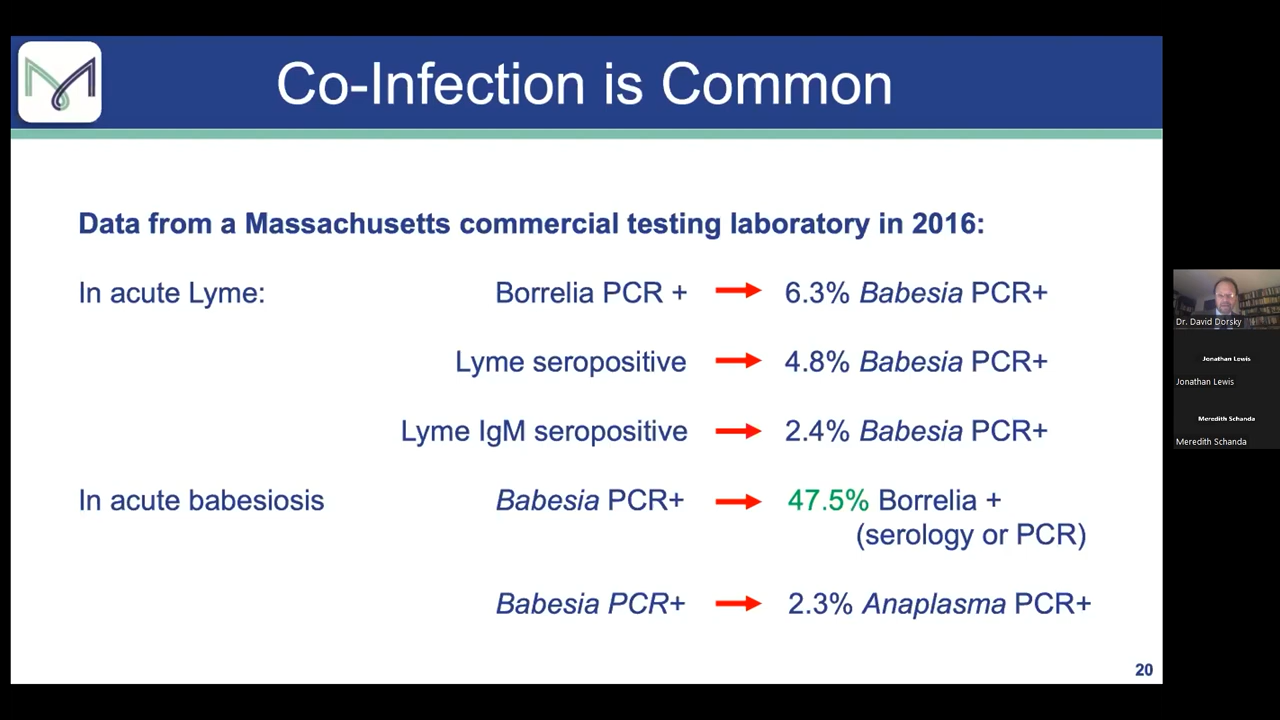 Co-Infection is Common
Data from a Massachusetts commercial testing laboratory in 2016:
In acute Lyme: Borrelia PCR + 6.3% Babesia PCR+
Lyme seropositive 4.8% Babesia PCR+
Lyme IgM seropositive 2.4% Babesia PCR+
In acute babesiosis Babesia PCR+ 47.5% Borrelia +
(serology or PCR)
Babesia PCR+ 2.3% Anaplasma PCR+
20
Dr. David Dorsky
Jonathan Lewis
Jonathan Lewis
Meredith Schanda
Meredith Schanda